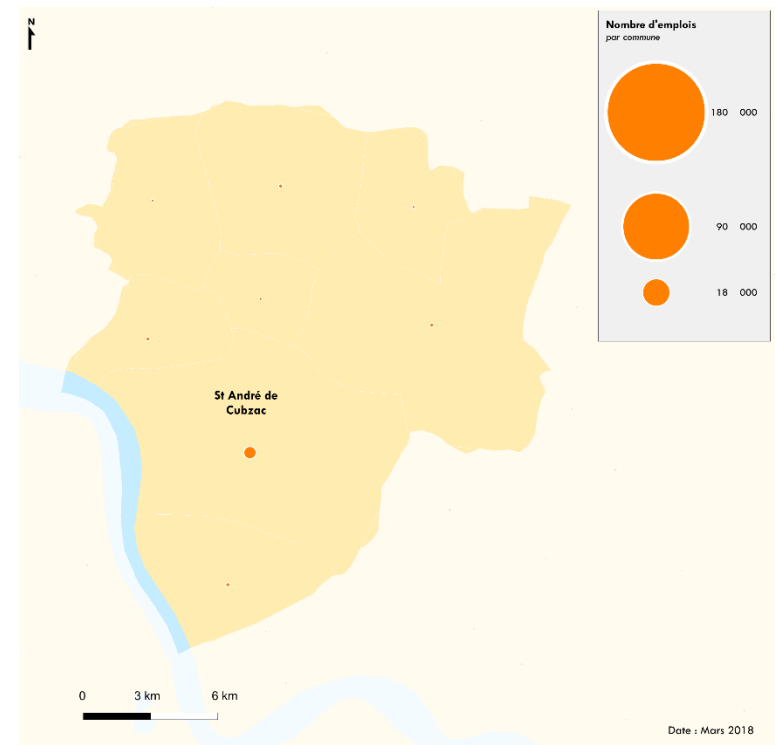 N
Nombre d'emplois
par commune
180 000
90 000
18 000
St André de
Cubzac
0 3 km 6 km
Date : Mars 2018